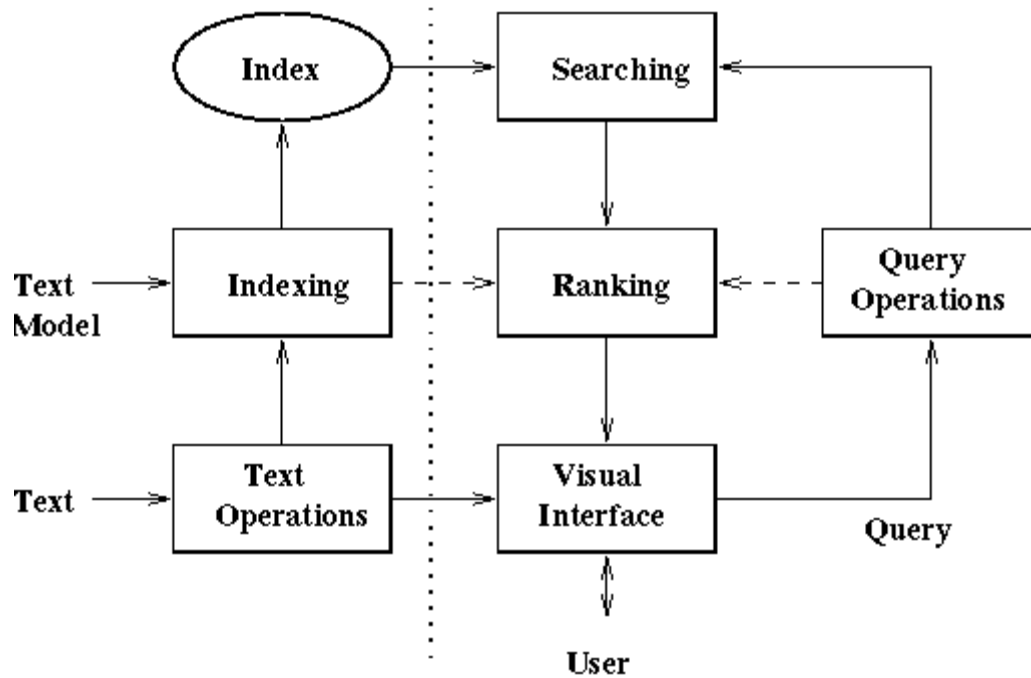 Index
Searching
Text
Model
Indexing
Ranking
Query
Operations
Text
Text
Operations
Visual
Interface
Query
User